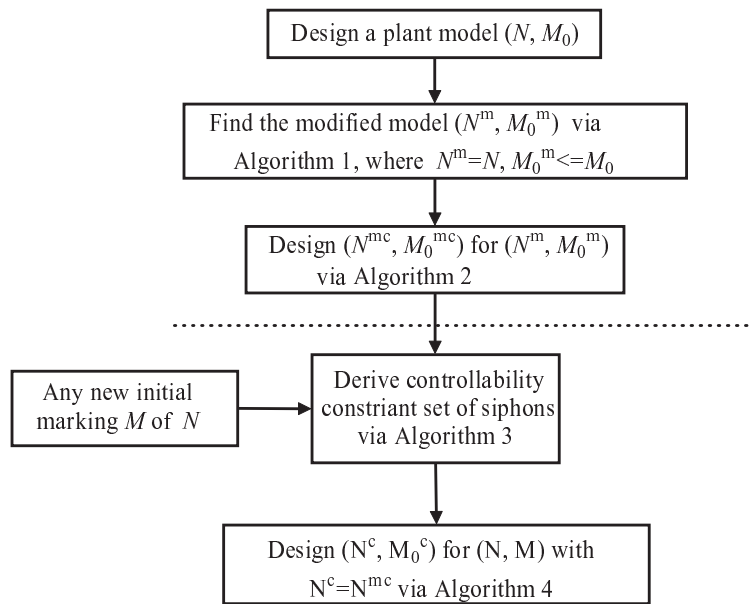 Design a plant model (N, M₀)
Find the modified model (Nᵐ, M₀ᵐ) via
Algorithm 1, where Nᵐ=N, M₀ᵐ<=M₀
Design (Nᵐᶜ, M₀ᵐᶜ) for (Nᵐ, M₀ᵐ)
via Algorithm 2
Any new initial
marking M of N
Derive controllability
constriant set of siphons
via Algorithm 3
Design (Nᶜ, M₀ᶜ) for (N, M) with
Nᶜ=Nᵐᶜ via Algorithm 4